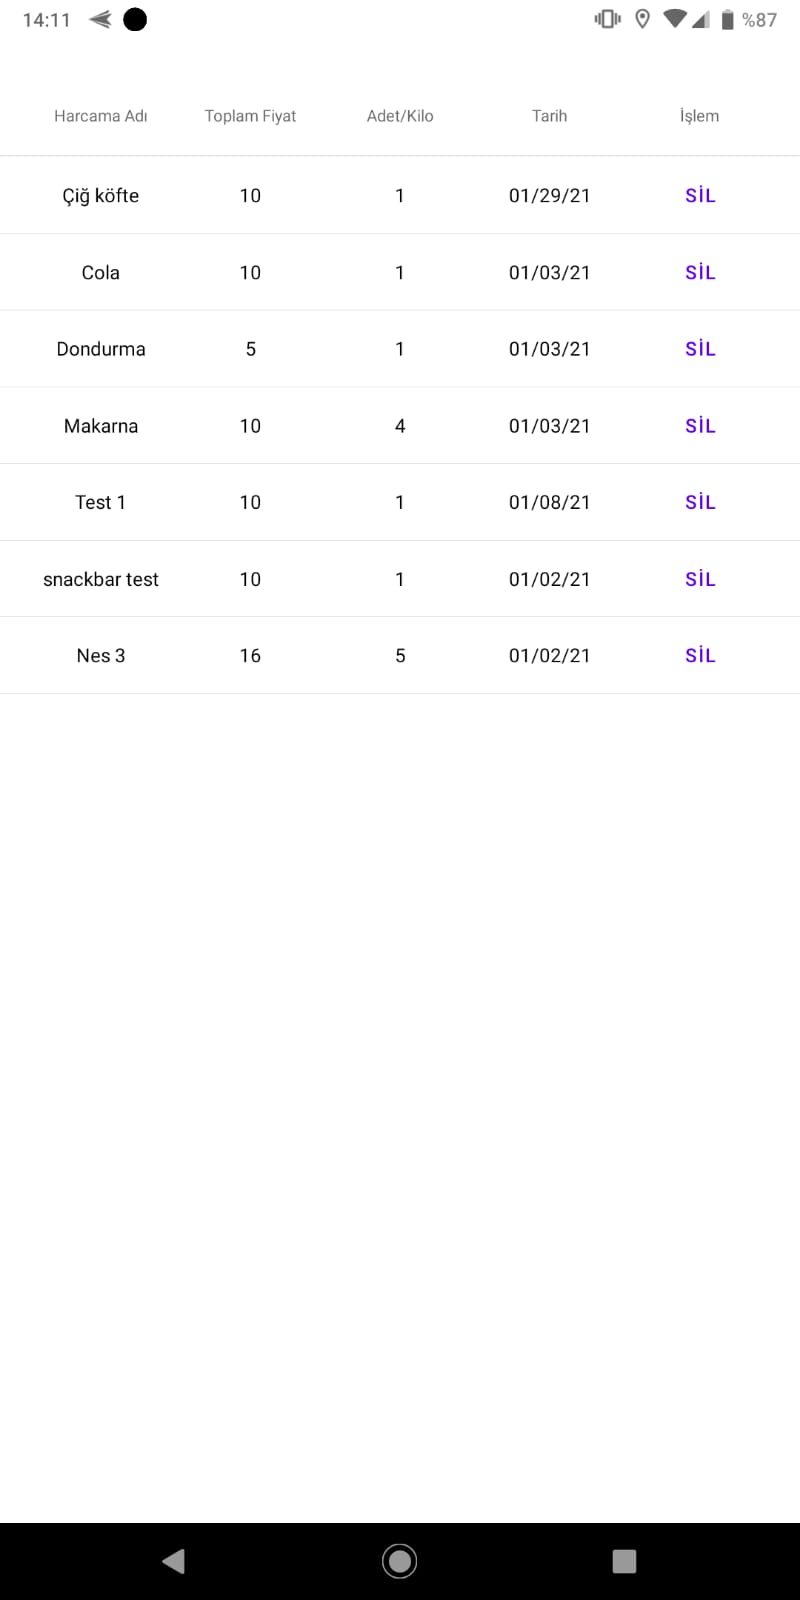 14:11 %87
Harcama Adı Toplam Fiyat Adet/Kilo Tarih İşlem
Çiğ köfte 10 1 01/29/21 SİL
Cola 10 1 01/03/21 SİL
Dondurma 5 1 01/03/21 SİL
Makarna 10 4 01/03/21 SİL
Test 1 10 1 01/08/21 SİL
snackbar test 10 1 01/02/21 SİL
Nes 3 16 5 01/02/21 SİL